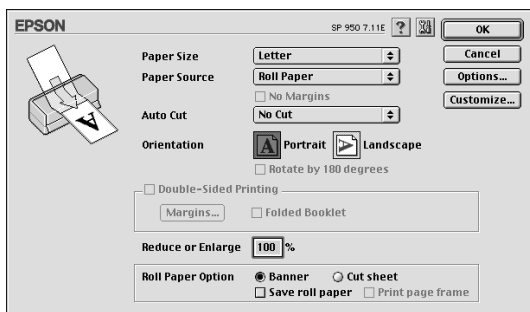 EPSON
SP 950 7.11E
?
OK
Paper Size
Letter
Cancel
Paper Source
Roll Paper
Options...
No Margins
Customize...
Auto Cut
No Cut
A
Orientation
A
Portrait
A
Landscape
Rotate by 180 degrees
Double-Sided Printing
Margins...
Folded Booklet
Reduce or Enlarge
100 %
Roll Paper Option
Banner
Cut sheet
Save roll paper
Print page frame